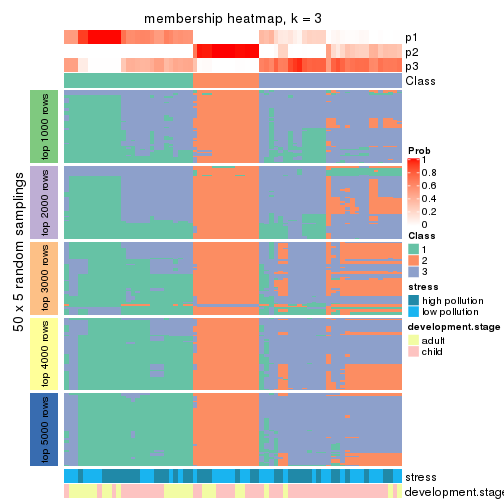 membership heatmap, k = 3
p1
p2
p3
Class
50 x 5 random samplings
top 1000 rows
top 2000 rows
top 3000 rows
top 4000 rows
top 5000 rows
stress
development.stage
Prob
1
0.8
0.6
0.4
0.2
0
Class
1
2
3
stress
high pollution
low pollution
development.stage
adult
child